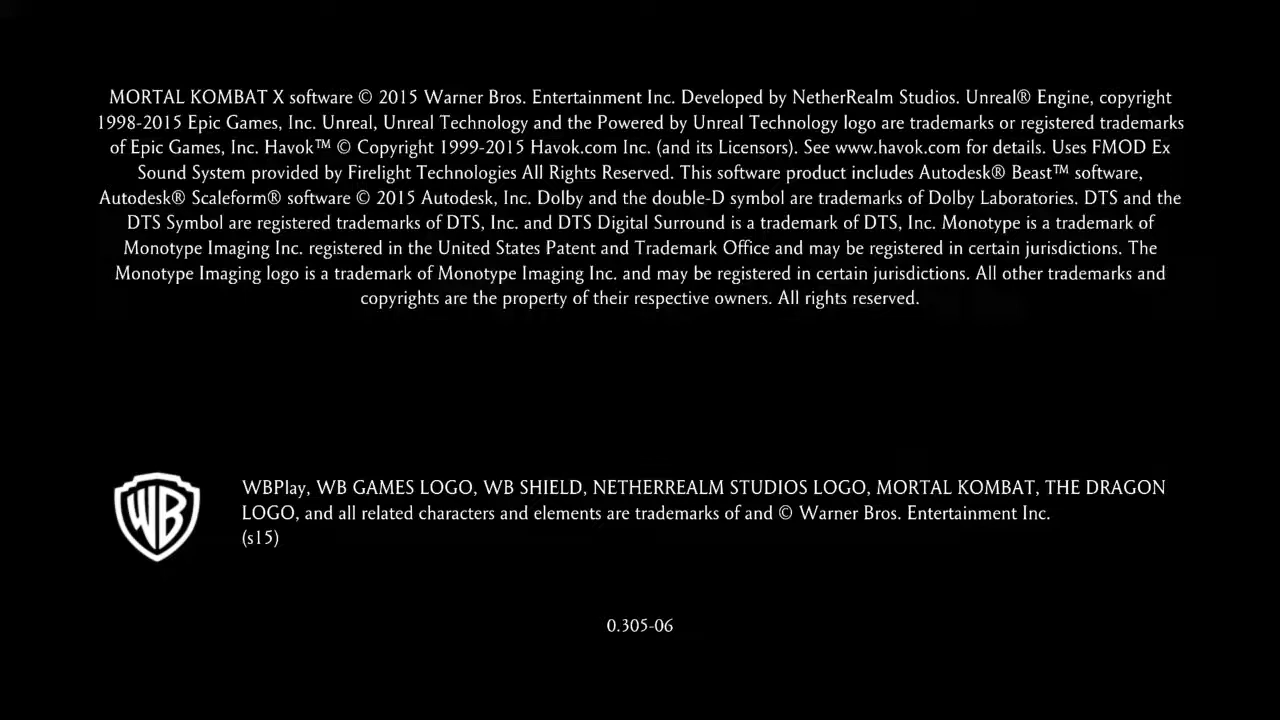 MORTAL KOMBAT X software © 2015 Warner Bros. Entertainment Inc. Developed by NetherRealm Studios. Unreal® Engine, copyright
1998-2015 Epic Games, Inc. Unreal, Unreal Technology and the Powered by Unreal Technology logo are trademarks or registered trademarks
of Epic Games, Inc. Havok™ © Copyright 1999-2015 Havok.com Inc. (and its Licensors). See www.havok.com for details. Uses FMOD Ex
Sound System provided by Firelight Technologies All Rights Reserved. This software product includes Autodesk® Beast™ software,
Autodesk® Scaleform® software © 2015 Autodesk, Inc. Dolby and the double-D symbol are trademarks of Dolby Laboratories. DTS and the
DTS Symbol are registered trademarks of DTS, Inc. and DTS Digital Surround is a trademark of DTS, Inc. Monotype is a trademark of
Monotype Imaging Inc. registered in the United States Patent and Trademark Office and may be registered in certain jurisdictions. The
Monotype Imaging logo is a trademark of Monotype Imaging Inc. and may be registered in certain jurisdictions. All other trademarks and
copyrights are the property of their respective owners. All rights reserved.
WB
WBPlay, WB GAMES LOGO, WB SHIELD, NETHERREALM STUDIOS LOGO, MORTAL KOMBAT, THE DRAGON
LOGO, and all related characters and elements are trademarks of and © Warner Bros. Entertainment Inc.
(s15)
0.305-06